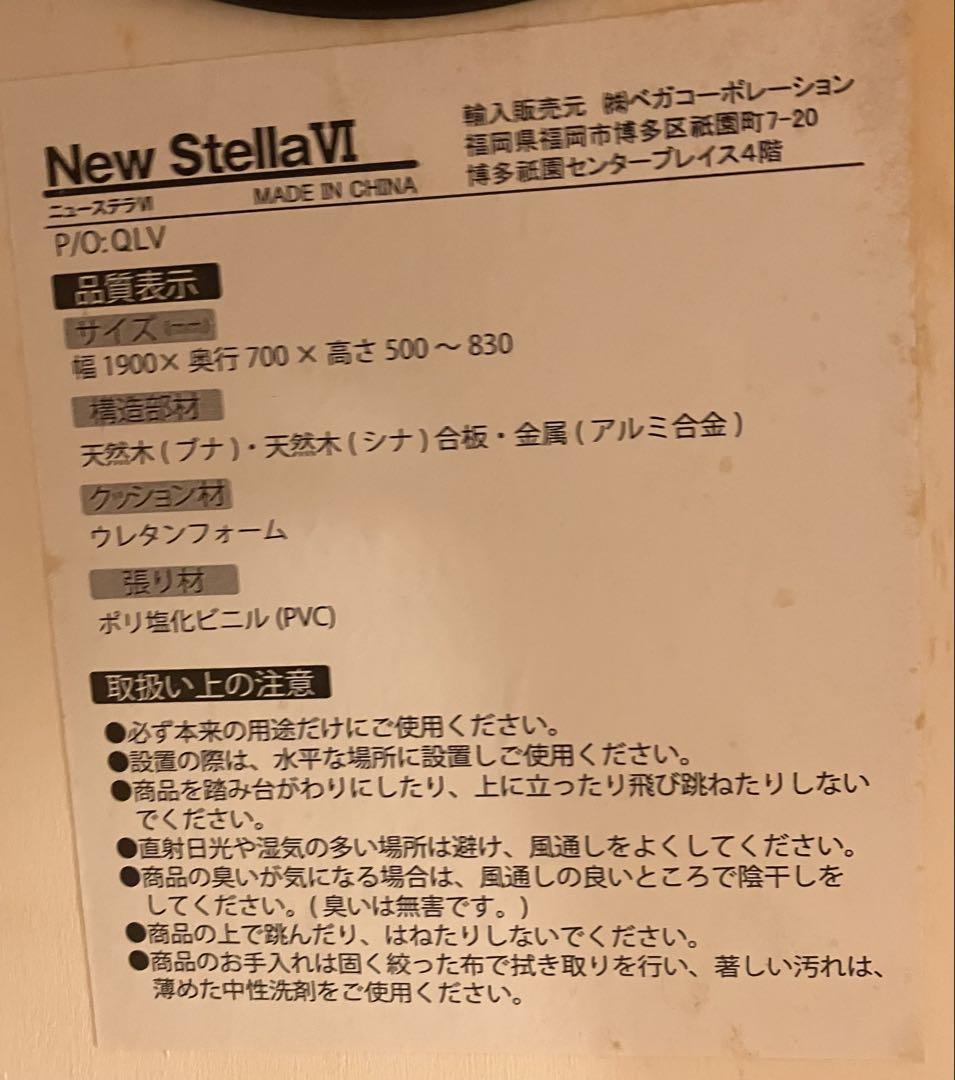 New StellaⅥ
ニューステラⅥ MADE IN CHINA
輸入販売元 ㈱ベガコーポレーション
福岡県福岡市博多区祇園町7-20
博多祇園センタープレイス4階
P/O:QLV
品質表示
サイズ(㎜)
幅1900×奥行700×高さ500～830
構造部材
天然木(ブナ)・天然木(シナ)合板・金属(アルミ合金)
クッション材
ウレタンフォーム
張り材
ポリ塩化ビニル(PVC)
取扱い上の注意
●必ず本来の用途だけにご使用ください。
●設置の際は、水平な場所に設置しご使用ください。
●商品を踏み台がわりにしたり、上に立ったり飛び跳ねたりしない
でください。
●直射日光や湿気の多い場所は避け、風通しをよくしてください。
●商品の臭いが気になる場合は、風通しの良いところで陰干しを
してください。(臭いは無害です。)
●商品の上で跳んだり、はねたりしないでください。
●商品のお手入れは固く絞った布で拭き取りを行い、著しい汚れは、
薄めた中性洗剤をご使用ください。